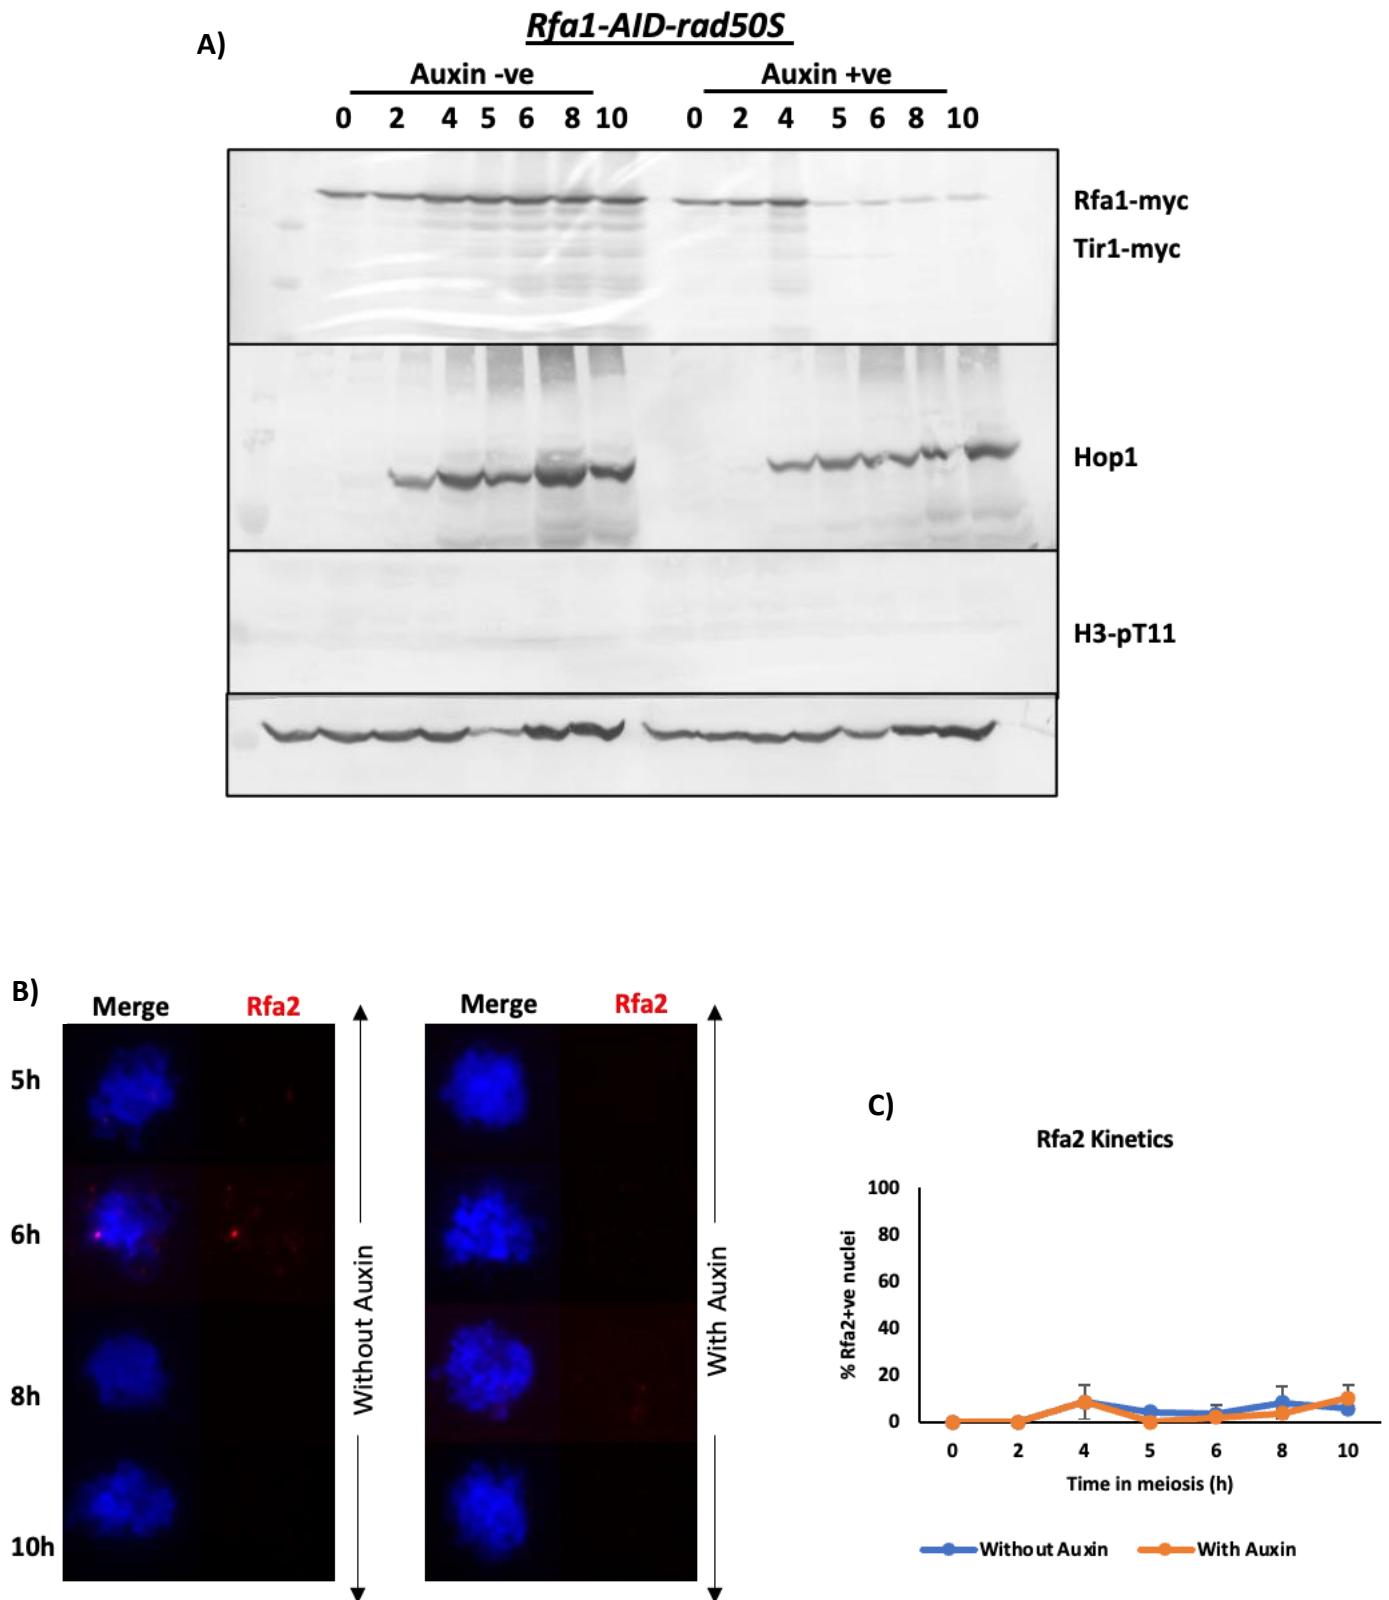 Rfa1-AID-rad50S
A)
Auxin -ve Auxin +ve
0 2 4 5 6 8 10 0 2 4 5 6 8 10
Rfa1-myc
Tir1-myc
Hop1
H3-pT11
B)
Merge Rfa2 Merge Rfa2
5h
6h
8h
10h
Without Auxin
With Auxin
C)
Rfa2 Kinetics
% Rfa2+ve nuclei
100
80
60
40
20
0
0 2 4 5 6 8 10
Time in meiosis (h)
Without Auxin With Auxin